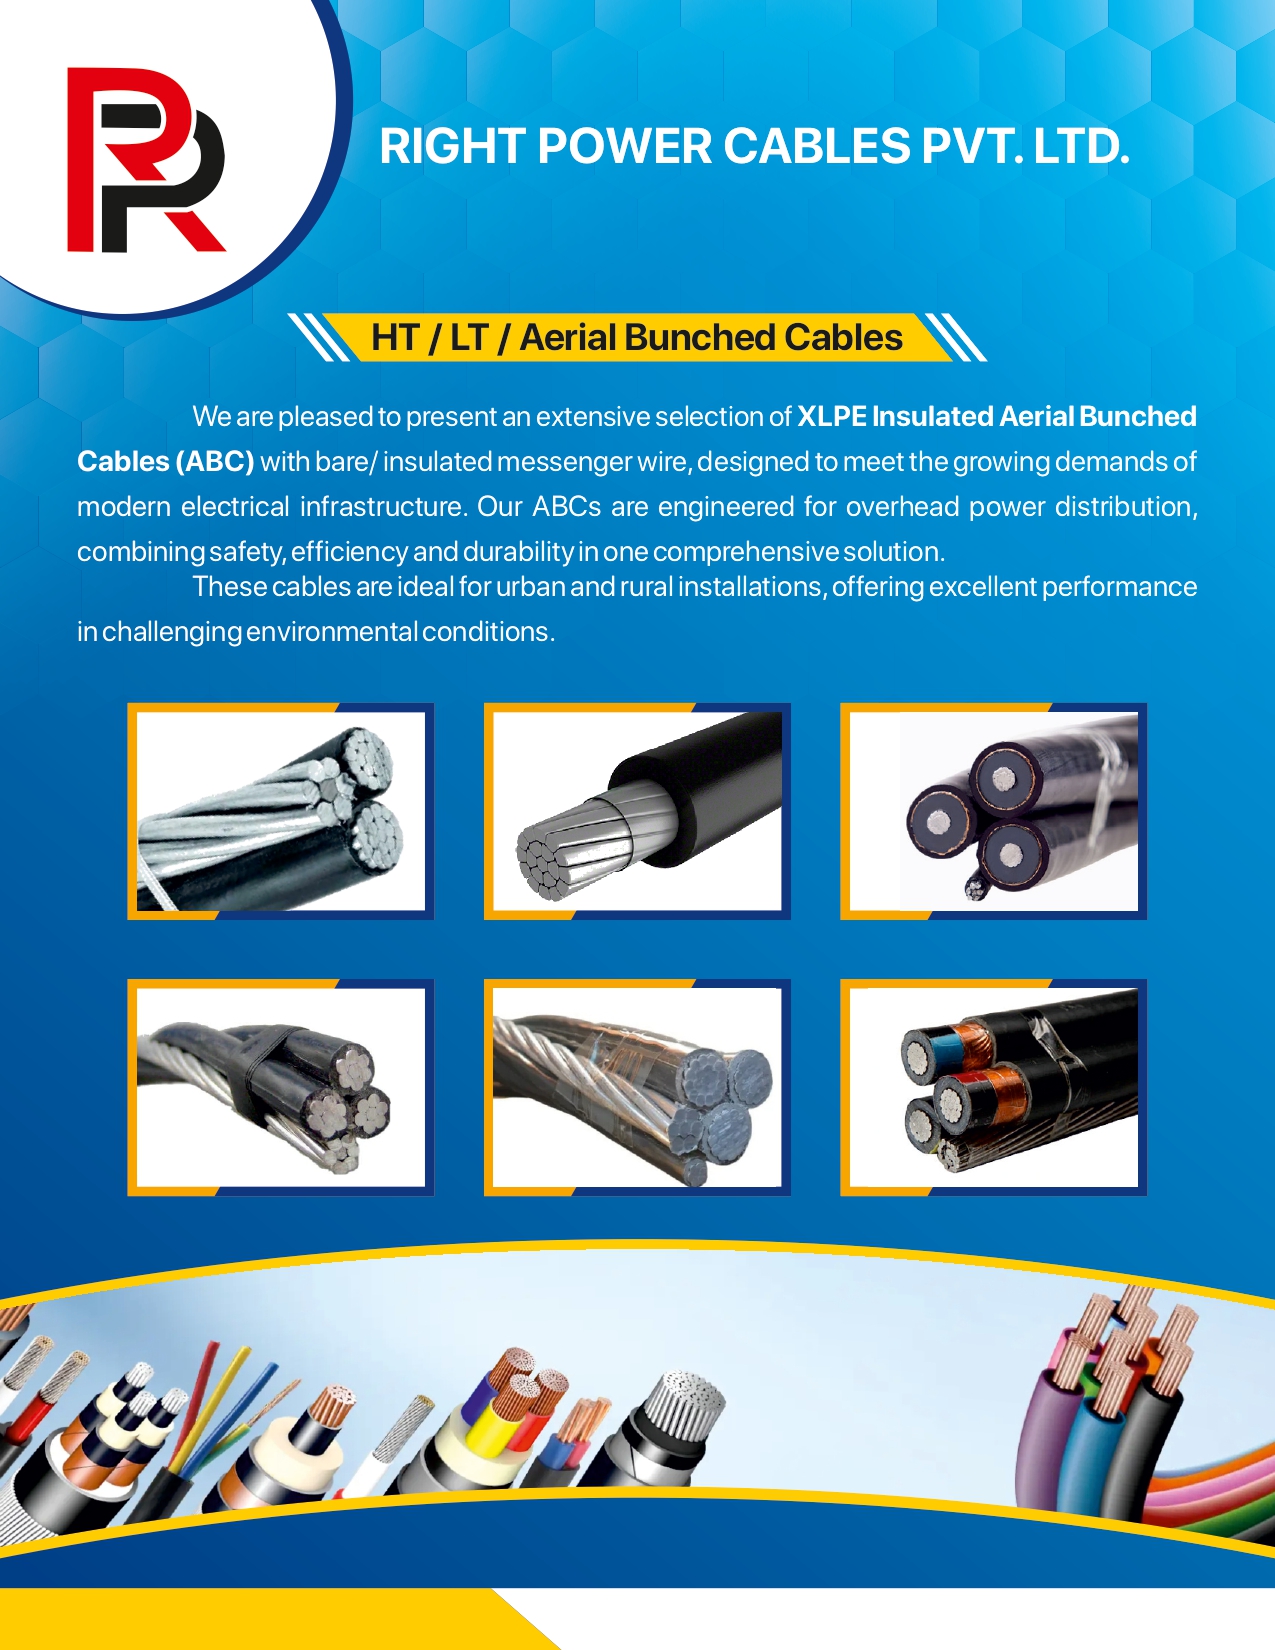 RIGHT POWER CABLES PVT. LTD.
HT / LT / Aerial Bunched Cables
We are pleased to present an extensive selection of XLPE Insulated Aerial Bunched
Cables (ABC) with bare/ insulated messenger wire, designed to meet the growing demands of
modern electrical infrastructure. Our ABCs are engineered for overhead power distribution,
combining safety, efficiency and durability in one comprehensive solution.
These cables are ideal for urban and rural installations, offering excellent performance
in challenging environmental conditions.